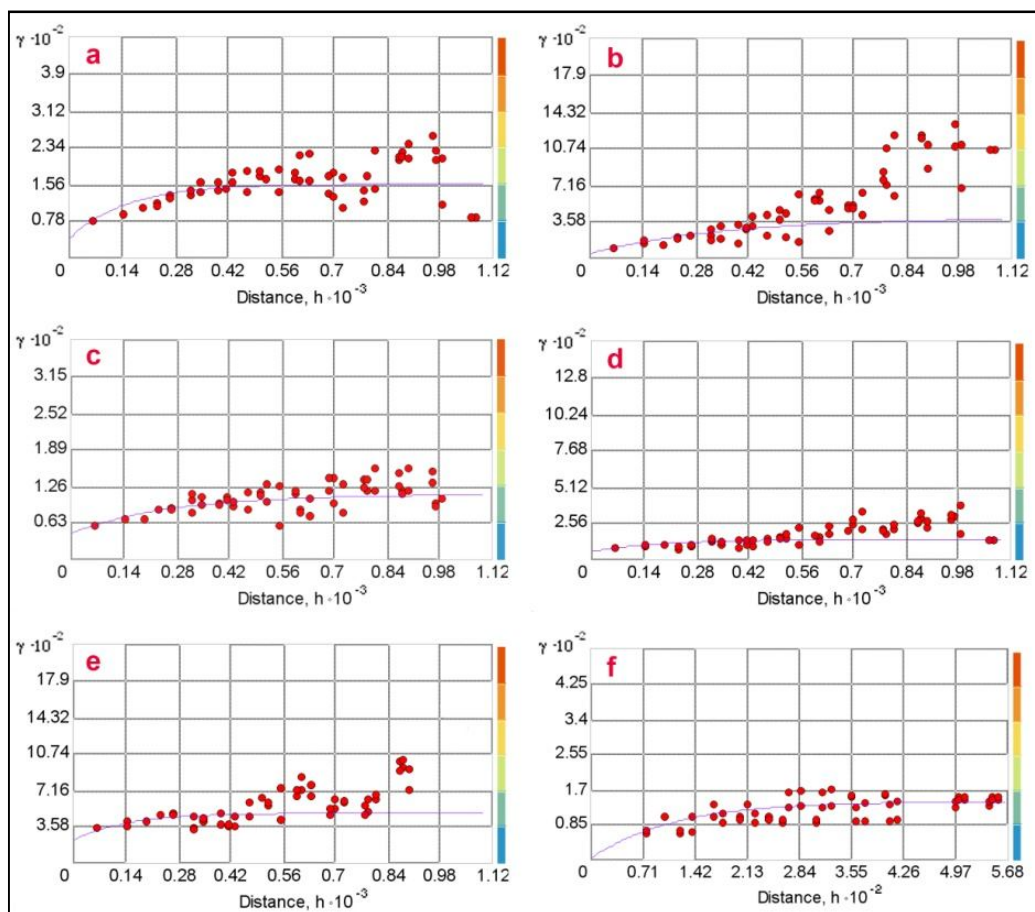 γ·10⁻²
a
3.9
3.12
2.34
1.56
0.78
0 0.14 0.28 0.42 0.56 0.7 0.84 0.98 1.12
Distance, h·10⁻³
γ·10⁻²
b
17.9
14.32
10.74
7.16
3.58
0 0.14 0.28 0.42 0.56 0.7 0.84 0.98 1.12
Distance, h·10⁻³
γ·10⁻²
c
3.15
2.52
1.89
1.26
0.63
0 0.14 0.28 0.42 0.56 0.7 0.84 0.98 1.12
Distance, h·10⁻³
γ·10⁻²
d
12.8
10.24
7.68
5.12
2.56
0 0.14 0.28 0.42 0.56 0.7 0.84 0.98 1.12
Distance, h·10⁻³
γ·10⁻²
e
17.9
14.32
10.74
7.16
3.58
0 0.14 0.28 0.42 0.56 0.7 0.84 0.98 1.12
Distance, h·10⁻³
γ·10⁻²
f
4.25
3.4
2.55
1.7
0.85
0 0.71 1.42 2.13 2.84 3.55 4.26 4.97 5.68
Distance, h·10⁻²